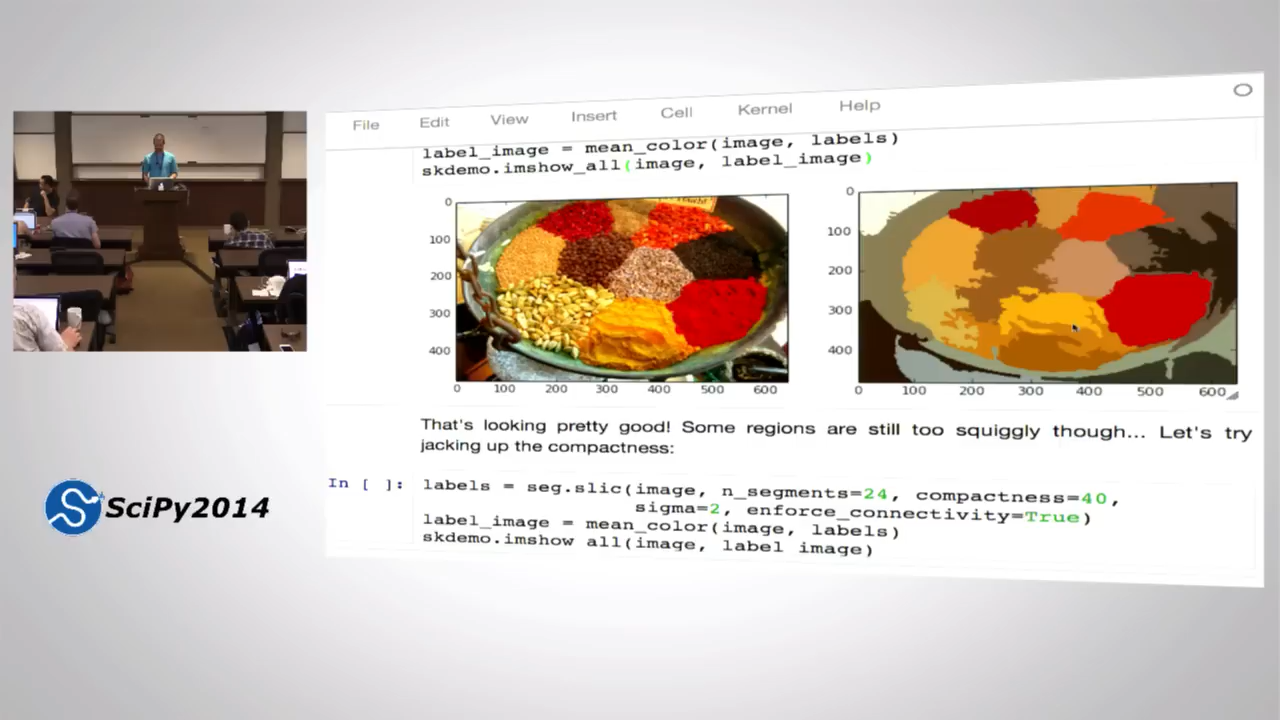 File Edit View Insert Cell Kernel Help
label_image = mean_color(image, labels)
skdemo.imshow_all(image, label_image)
0
100
200
300
400
0 100 200 300 400 500 600
0
100
200
300
400
0 100 200 300 400 500 600
That's looking pretty good! Some regions are still too squiggly though... Let's try
jacking up the compactness:
In [ ]: labels = seg.slic(image, n_segments=24, compactness=40,
sigma=2, enforce_connectivity=True)
label_image = mean_color(image, labels)
skdemo.imshow_all(image, label_image)
SciPy2014